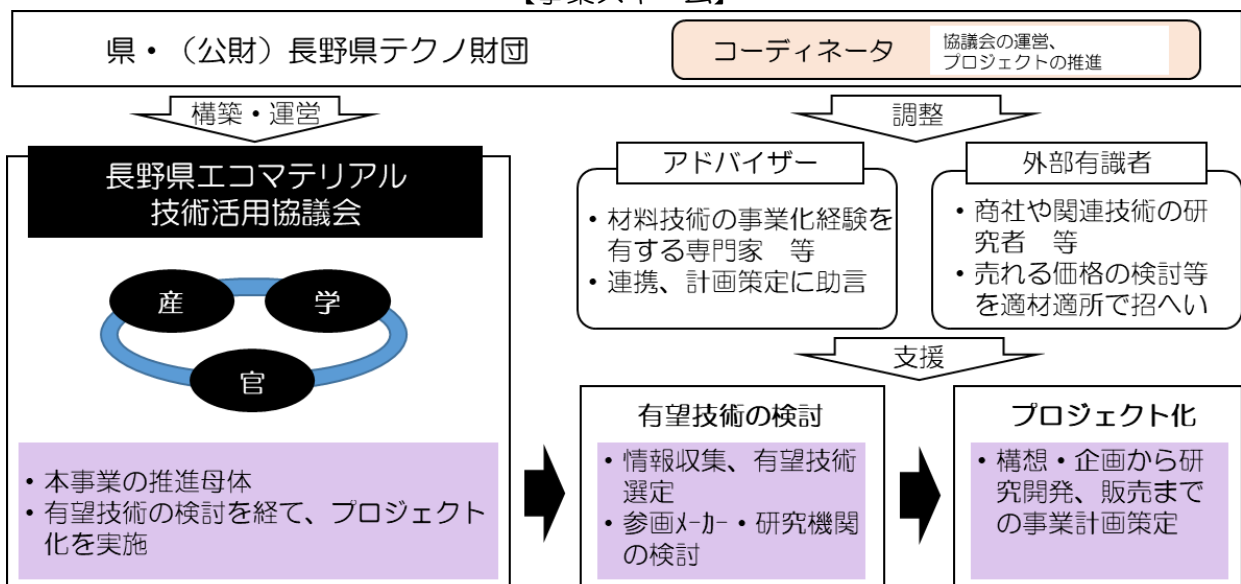 【事業スキーム】
県・（公財）長野県テクノ財団
コーディネータ
協議会の運営、
プロジェクトの推進
構築・運営
調整
長野県エコマテリアル
技術活用協議会
産
学
官
・本事業の推進母体
・有望技術の検討を経て、プロジェクト
化を実施
アドバイザー
・材料技術の事業化経験を
有する専門家　等
・連携、計画策定に助言
外部有識者
・商社や関連技術の研
究者　等
・売れる価格の検討等
を適材適所で招へい
支援
有望技術の検討
・情報収集、有望技術
選定
・参画ﾒｰｶｰ・研究機関
の検討
プロジェクト化
・構想・企画から研
究開発、販売まで
の事業計画策定